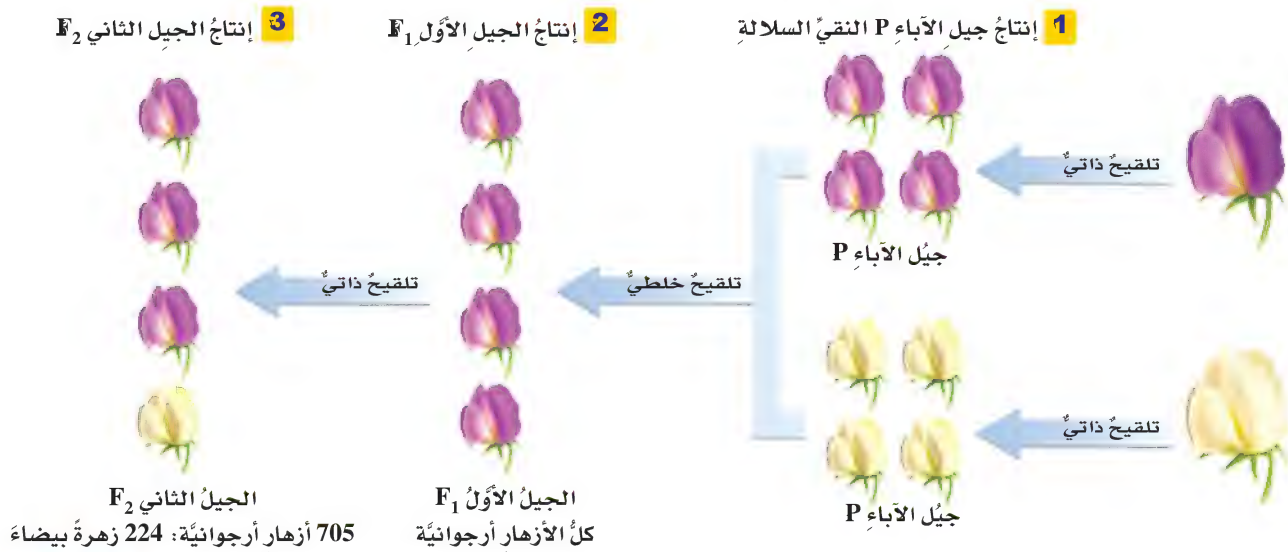 1 إنتاجُ جيلِ الآباءِ P النقيِّ السلالةِ
2 إنتاجُ الجيلِ الأوَّلِ F₁
3 إنتاجُ الجيلِ الثاني F₂
تلقيحٌ ذاتيٌّ
جيُل الآباءِ P
تلقيحٌ ذاتيٌّ
جيُل الآباءِ P
تلقيحٌ خلطيٌّ
الجيلُ الأوَّلُ F₁
كلُّ الأزهارِ أرجوانيَّة
تلقيحٌ ذاتيٌّ
الجيلُ الثاني F₂
705 أزهار أرجوانيَّة: 224 زهرةً بيضاءَ